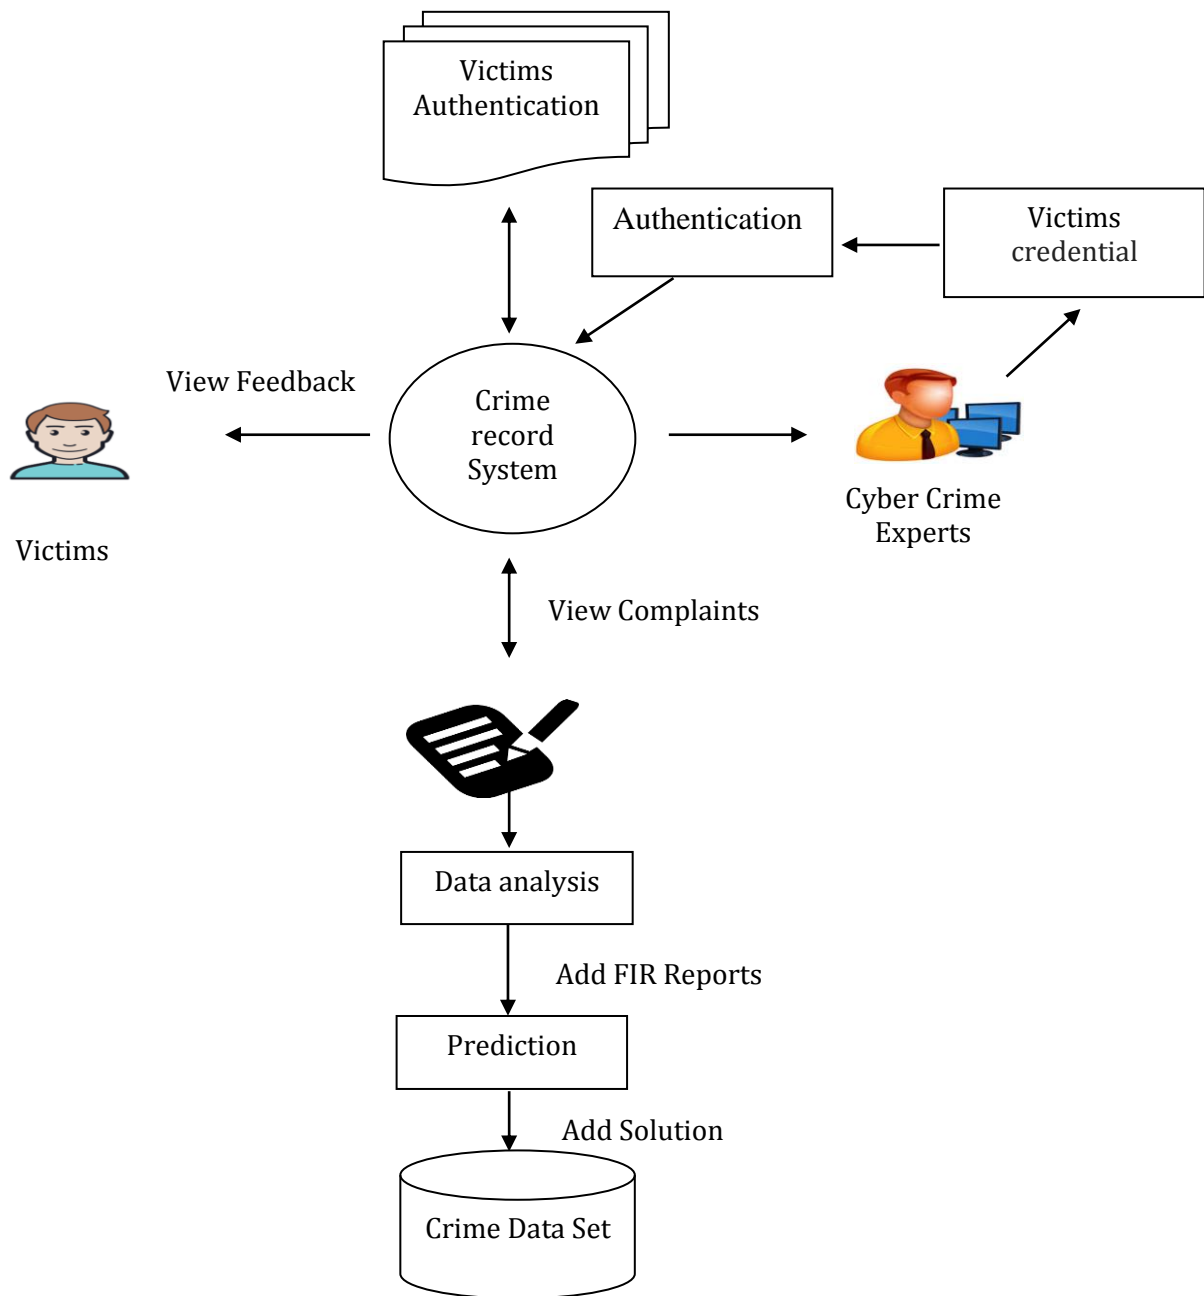 Victims
Authentication
Authentication
Victims
credential
View Feedback
Crime
record
System
Cyber Crime
Experts
Victims
View Complaints
Data analysis
Add FIR Reports
Prediction
Add Solution
Crime Data Set